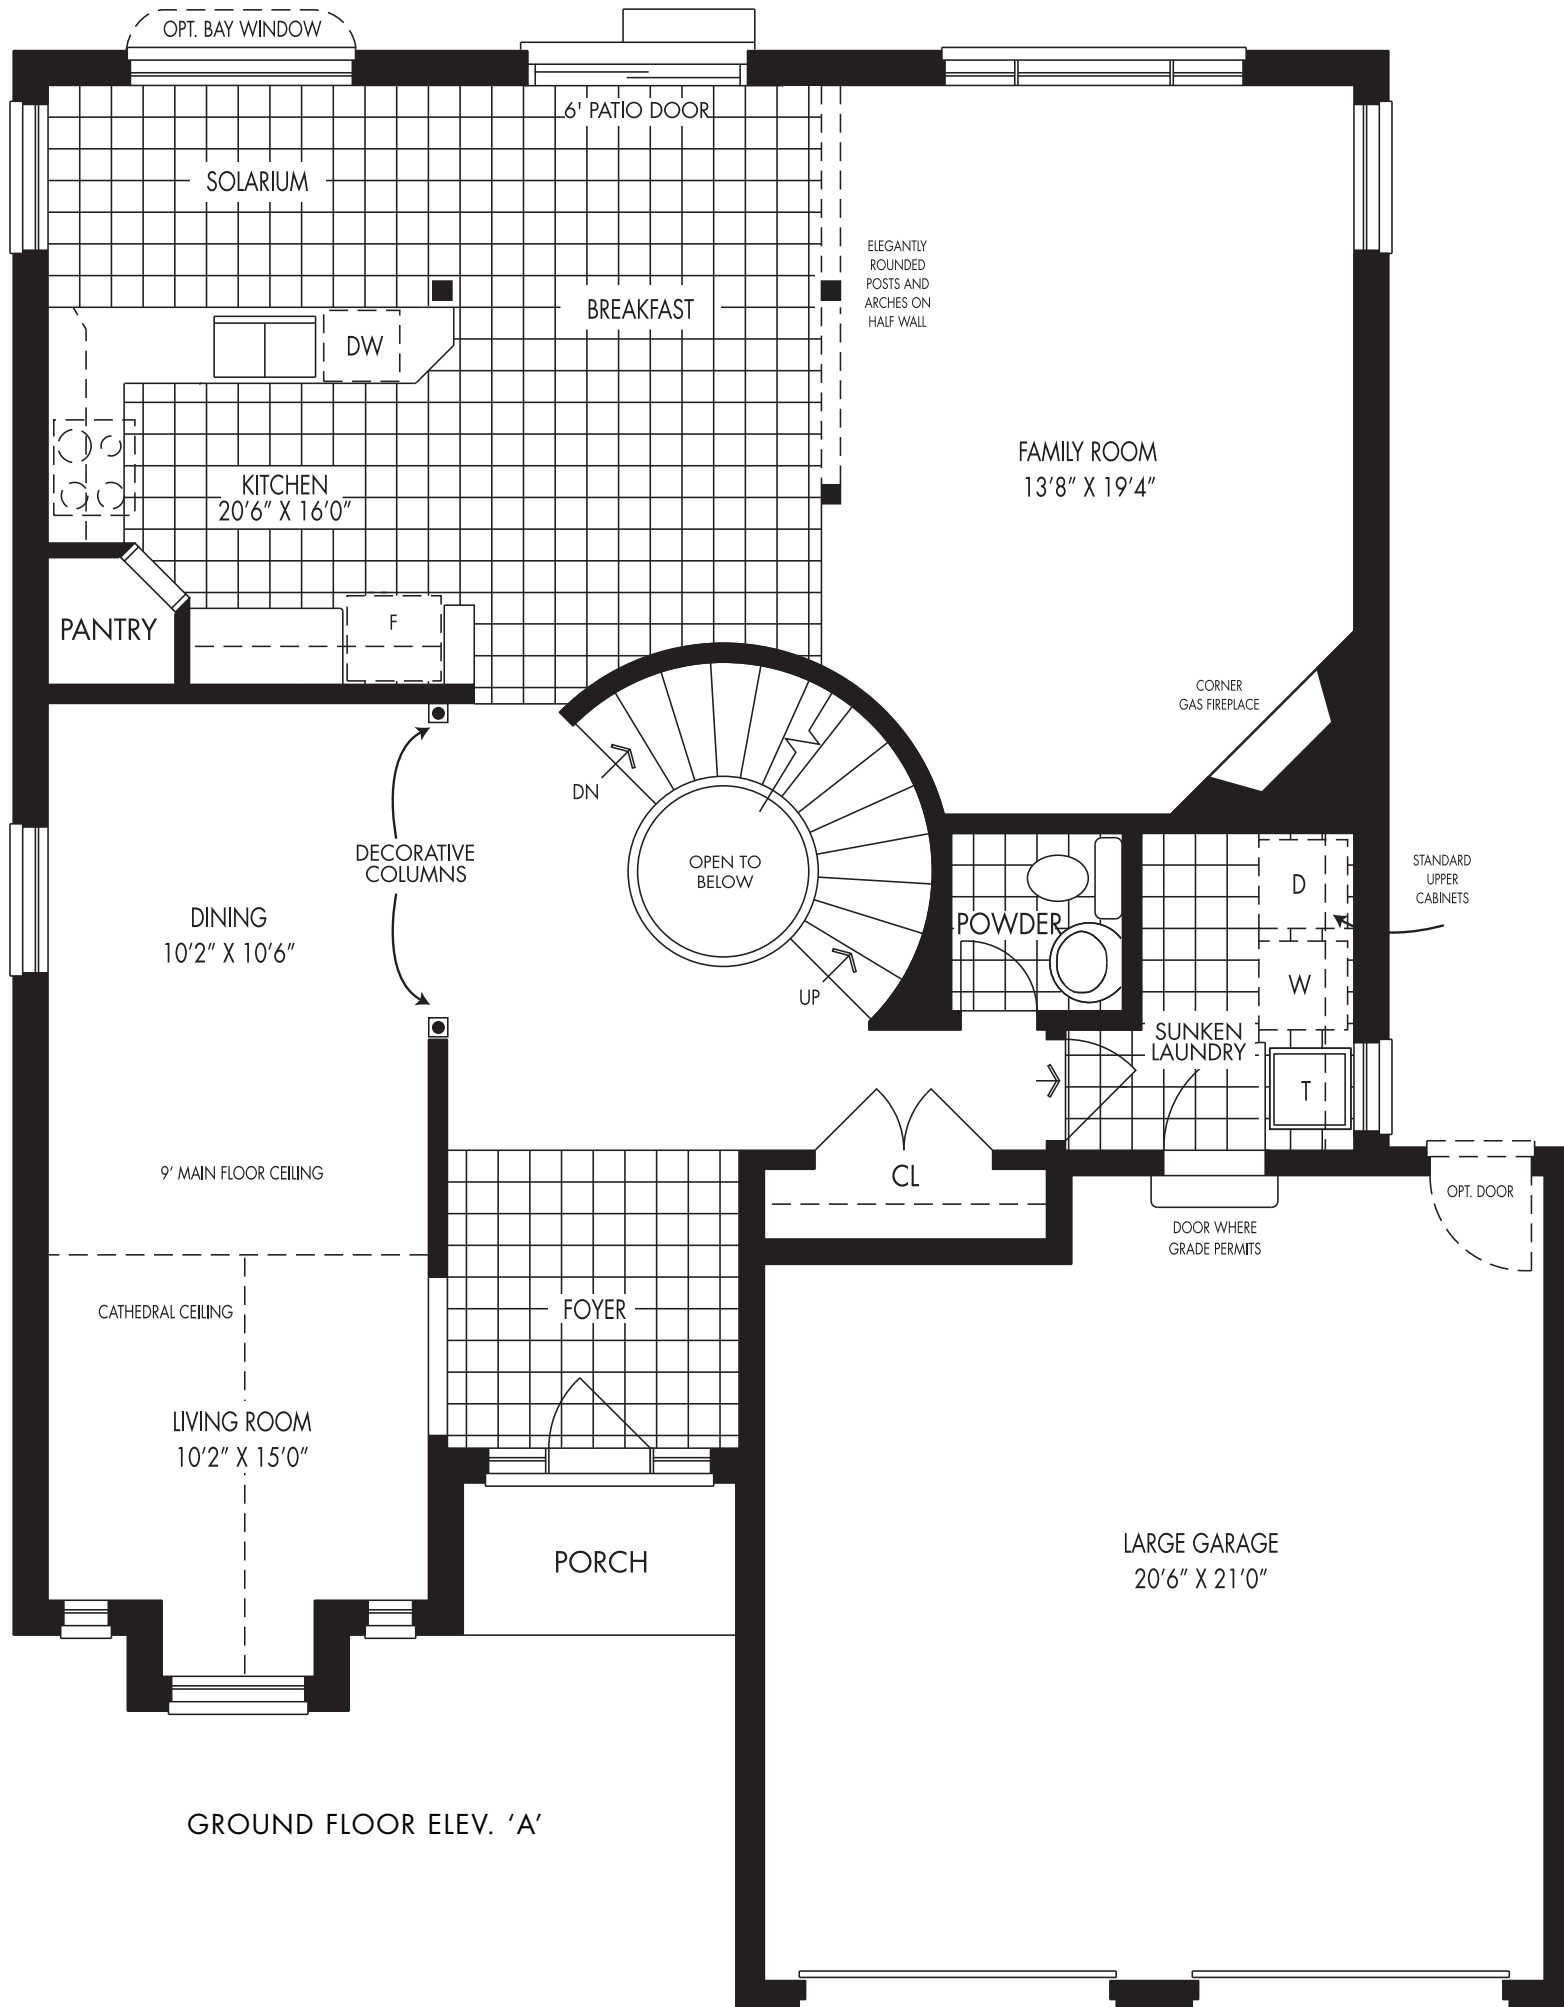 OPT. BAY WINDOW
6' PATIO DOOR
SOLARIUM
ELEGANTLY
ROUNDED
POSTS AND
ARCHES ON
HALF WALL
BREAKFAST
DW
FAMILY ROOM
13'8" X 19'4"
KITCHEN
20'6" X 16'0"
PANTRY
F
CORNER
GAS FIREPLACE
DN
DECORATIVE
COLUMNS
OPEN TO
BELOW
D
STANDARD
UPPER
CABINETS
DINING
10'2" X 10'6"
POWDER
W
UP
SUNKEN
LAUNDRY
T
9' MAIN FLOOR CEILING
CL
OPT. DOOR
DOOR WHERE
GRADE PERMITS
CATHEDRAL CEILING
FOYER
LIVING ROOM
10'2" X 15'0"
PORCH
LARGE GARAGE
20'6" X 21'0"
GROUND FLOOR ELEV. 'A'